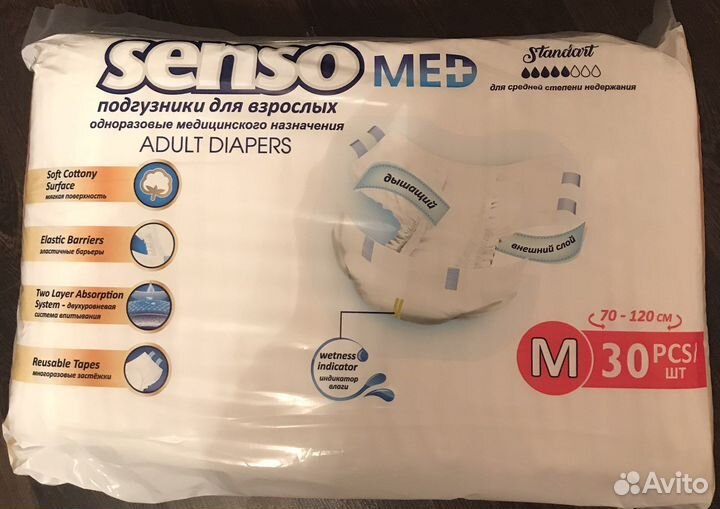 senso MED
Standart
для средней степени недержания
подгузники для взрослых
одноразовые медицинского назначения
ADULT DIAPERS
Soft Cottony
Surface
мягкая поверхность
Elastic Barriers
эластичные барьеры
Two Layer Absorption
System - двухуровневая
система впитывания
Reusable Tapes
многоразовые застёжки
дышащий
внешний слой
wetness
indicator
индикатор
влаги
70 - 120 см
M 30 PCS/
шт
Avito